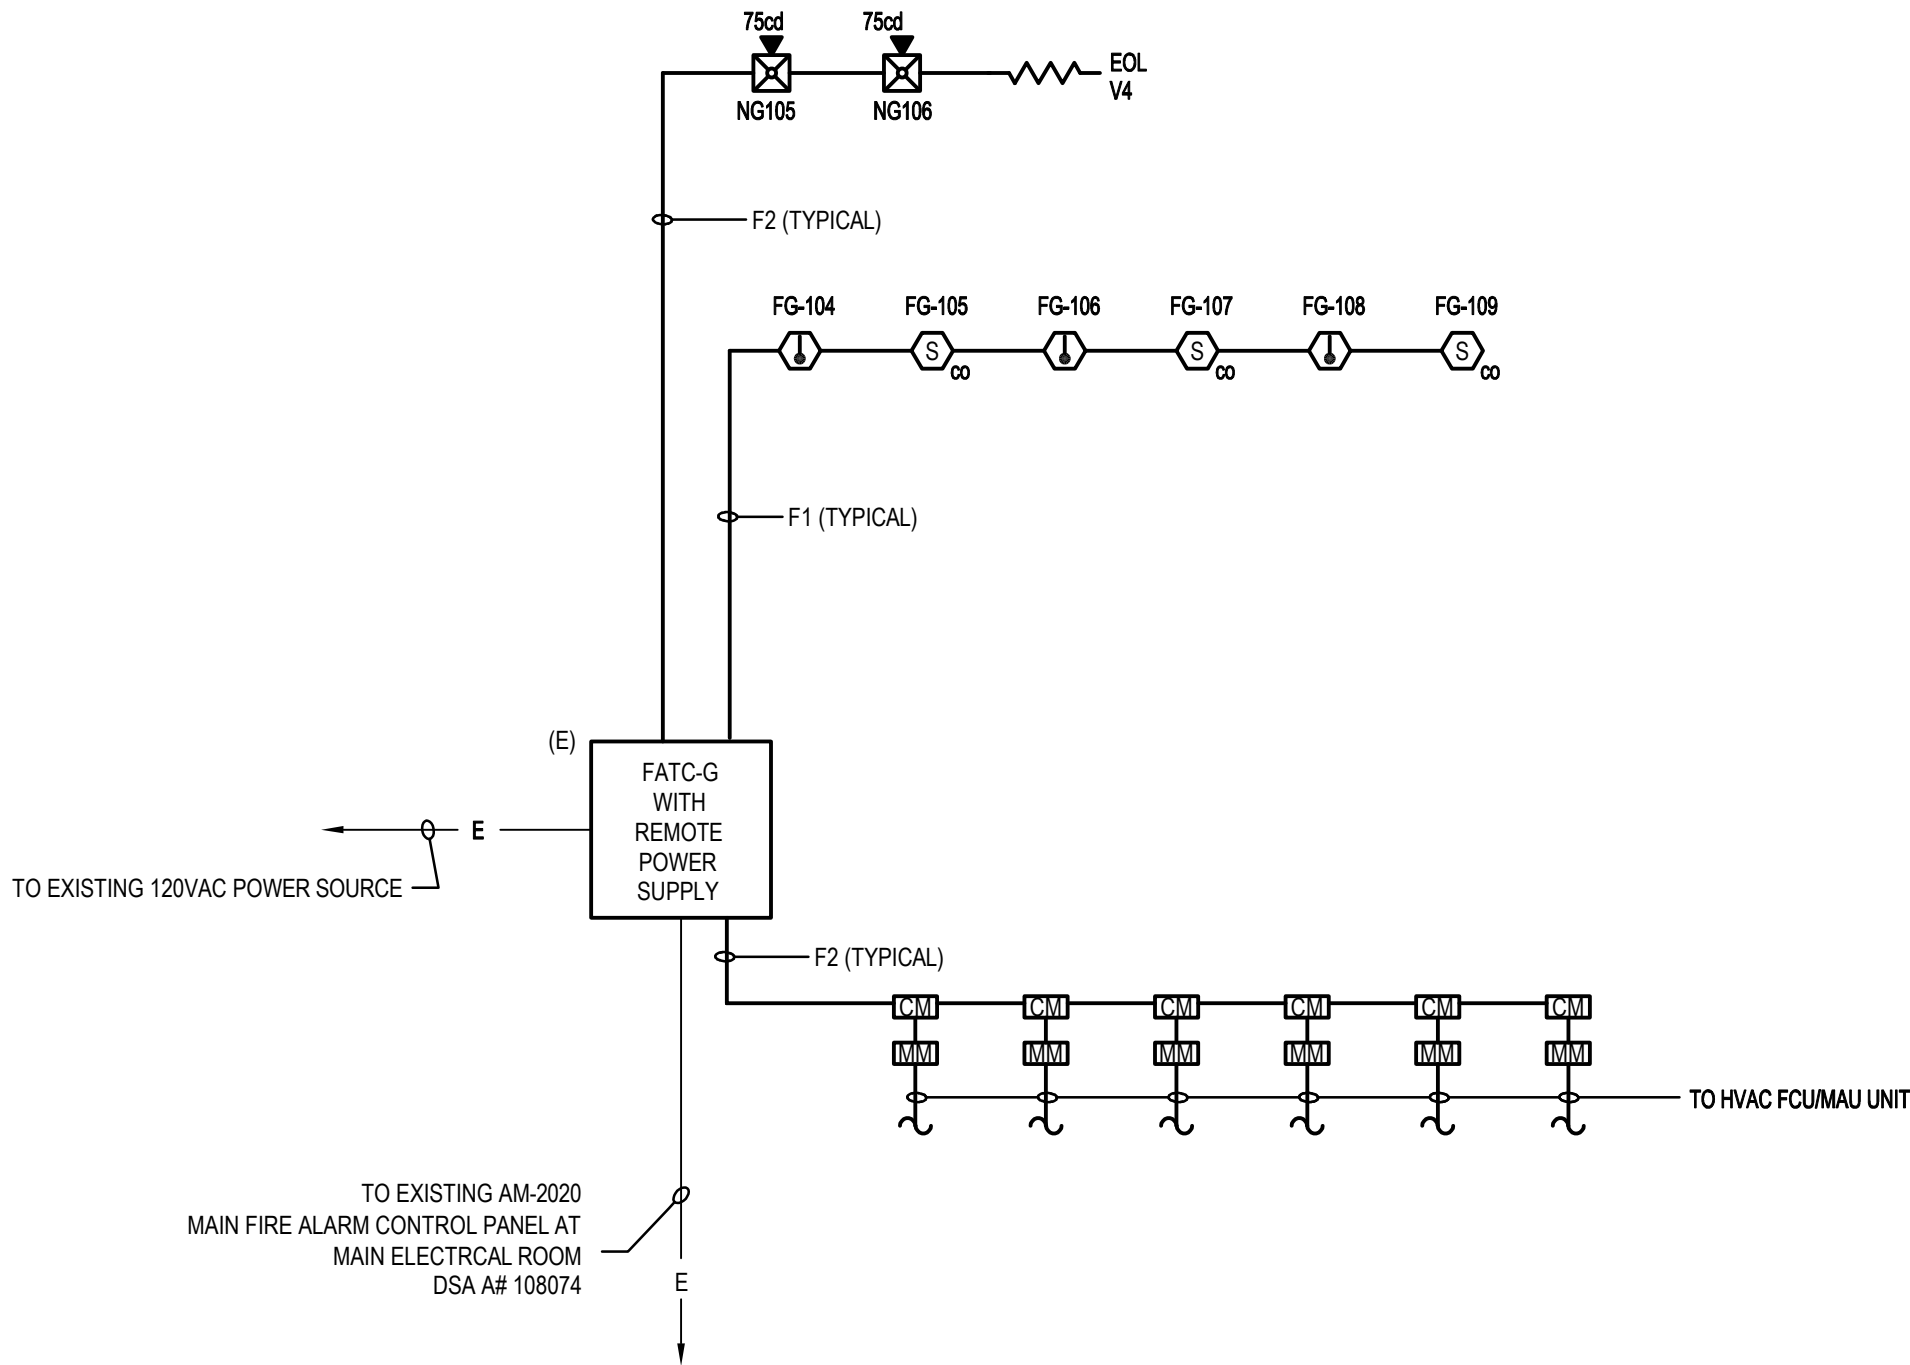 75cd 75cd
EOL
V4
NG105 NG106
F2 (TYPICAL)
FG-104 FG-105 FG-106 FG-107 FG-108 FG-109
S S S
CO CO CO
F1 (TYPICAL)
(E)
FATC-G
WITH
REMOTE
POWER
SUPPLY
E
TO EXISTING 120VAC POWER SOURCE
F2 (TYPICAL)
CM CM CM CM CM CM
MM MM MM MM MM MM
TO HVAC FCU/MAU UNIT
TO EXISTING AM-2020
MAIN FIRE ALARM CONTROL PANEL AT
MAIN ELECTRCAL ROOM
DSA A# 108074
E